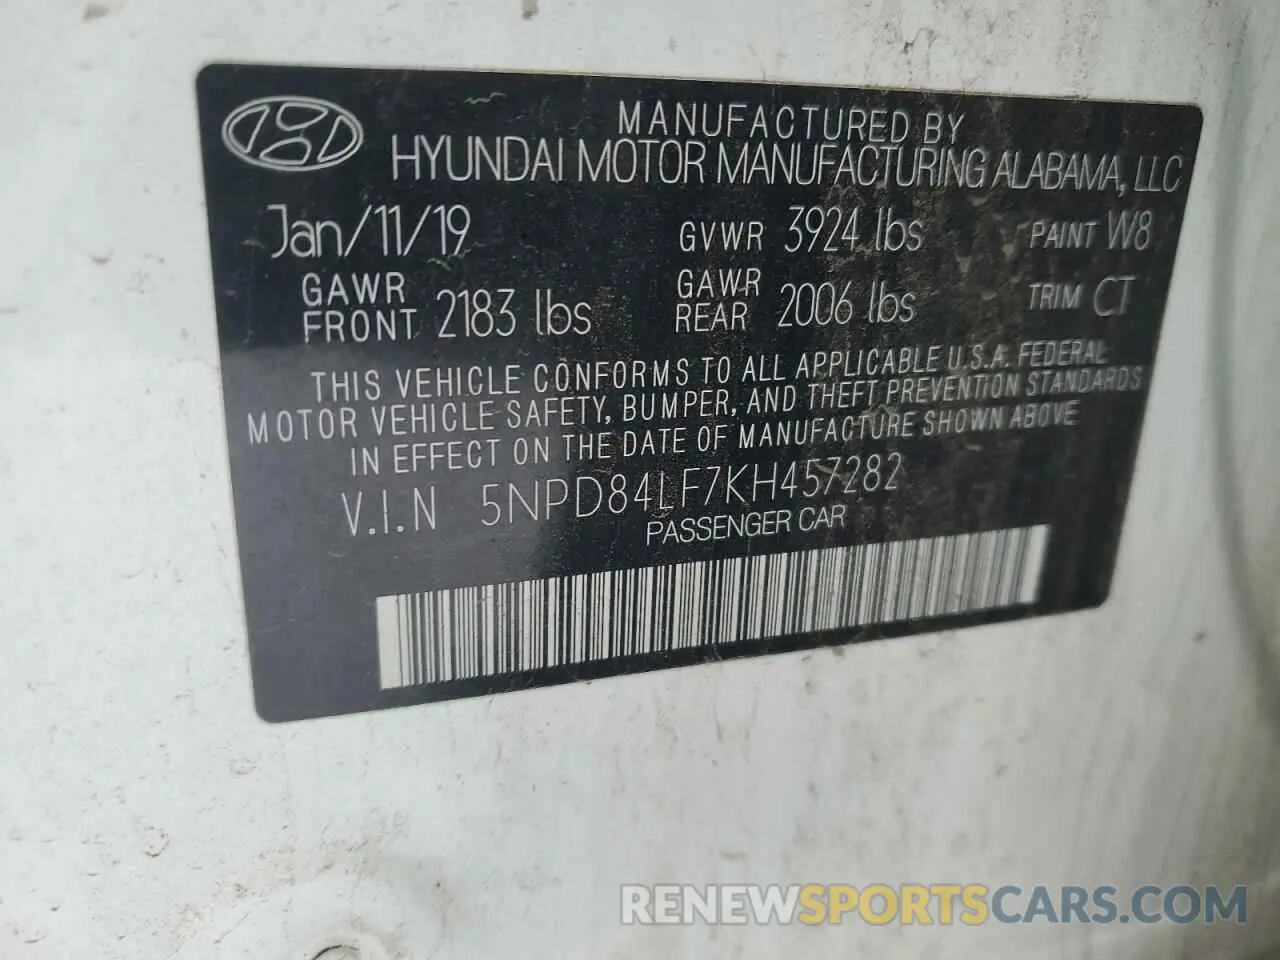 MANUFACTURED BY
HYUNDAI MOTOR MANUFACTURING ALABAMA, LLC
Jan/11/19 GVWR 3924 lbs PAINT W8
GAWR FRONT 2183 lbs GAWR REAR 2006 lbs TRIM CT
THIS VEHICLE CONFORMS TO ALL APPLICABLE U.S.A. FEDERAL
MOTOR VEHICLE SAFETY, BUMPER, AND THEFT PREVENTION STANDARDS
IN EFFECT ON THE DATE OF MANUFACTURE SHOWN ABOVE
V.I.N 5NPD84LF7KH457282
PASSENGER CAR
RENEWSPORTSCARS.COM